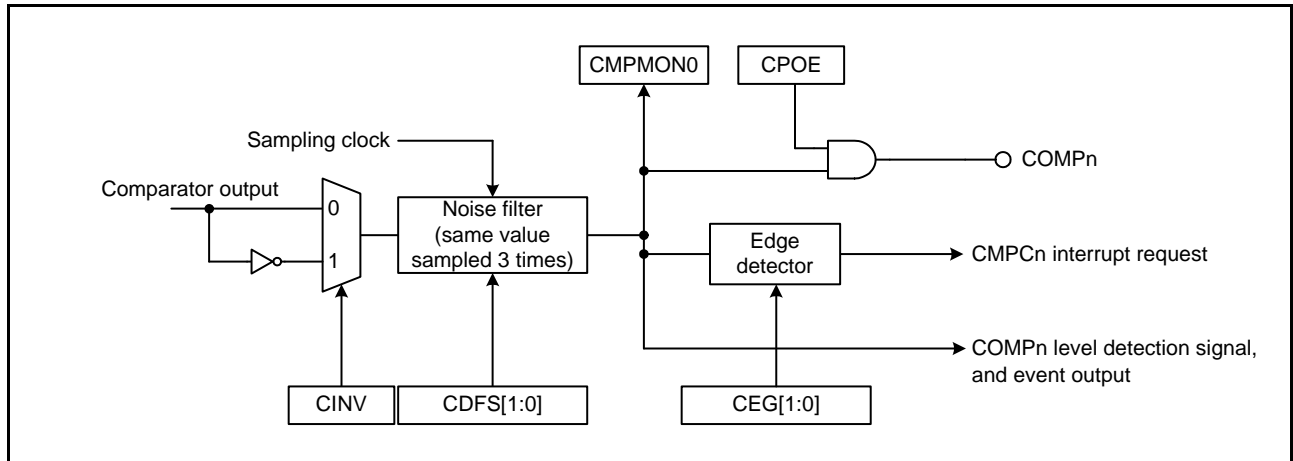 CMPMON0
CPOE
Sampling clock
COMPn
Comparator output
0
1
Noise filter
(same value
sampled 3 times)
Edge
detector
CMPCn interrupt request
COMPn level detection signal,
and event output
CINV
CDFS[1:0]
CEG[1:0]